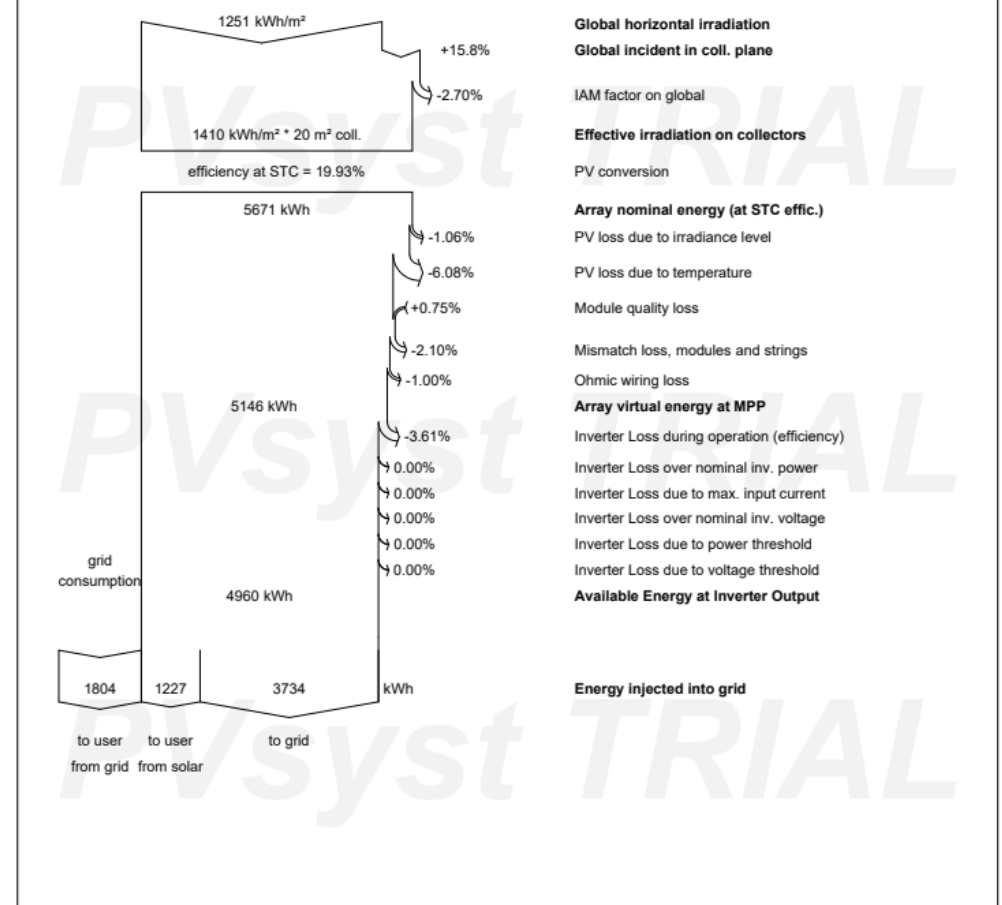 1251 kWh/m² Global horizontal irradiation
+15.8% Global incident in coll. plane
-2.70% IAM factor on global
1410 kWh/m² * 20 m² coll. Effective irradiation on collectors
efficiency at STC = 19.93% PV conversion
5671 kWh Array nominal energy (at STC effic.)
-1.06% PV loss due to irradiance level
-6.08% PV loss due to temperature
+0.75% Module quality loss
-2.10% Mismatch loss, modules and strings
-1.00% Ohmic wiring loss
5146 kWh Array virtual energy at MPP
-3.61% Inverter Loss during operation (efficiency)
0.00% Inverter Loss over nominal inv. power
0.00% Inverter Loss due to max. input current
0.00% Inverter Loss over nominal inv. voltage
0.00% Inverter Loss due to power threshold
0.00% Inverter Loss due to voltage threshold
grid
consumption
4960 kWh Available Energy at Inverter Output
1804 1227 3734 kWh Energy injected into grid
to user to user to grid
from grid from solar
PVsyst TRIAL
PVsyst TRIAL
PVsyst TRIAL